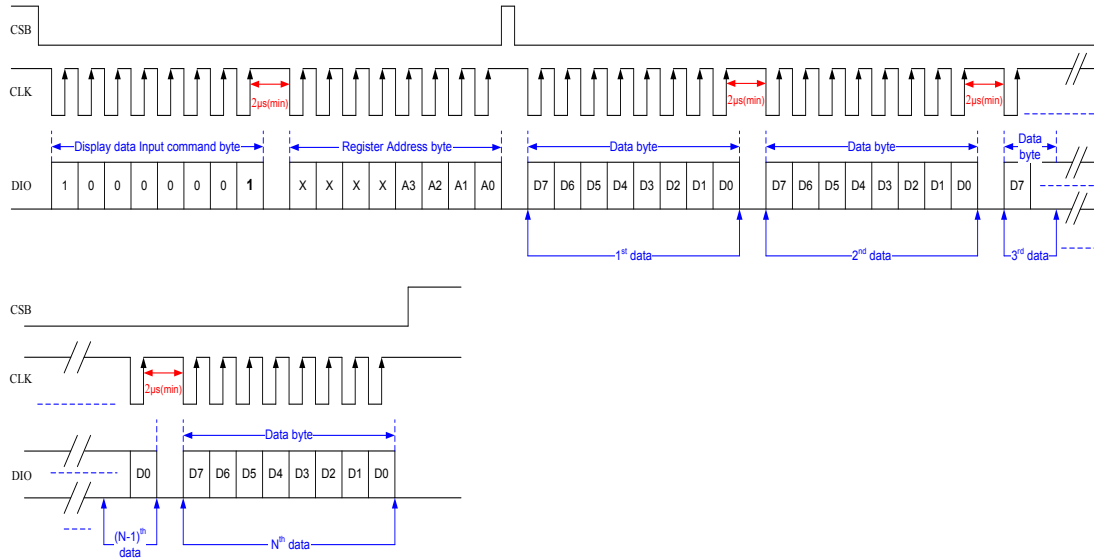 CSB
CLK
2µs(min) 2µs(min) 2µs(min)
Display data Input command byte Register Address byte Data byte Data byte Data byte
DIO 1 0 0 0 0 0 0 1 X X X X A3 A2 A1 A0 D7 D6 D5 D4 D3 D2 D1 D0 D7 D6 D5 D4 D3 D2 D1 D0 D7
1st data 2nd data 3rd data
CSB
CLK
2µs(min)
Data byte
DIO D0 D7 D6 D5 D4 D3 D2 D1 D0
(N-1)th data Nth data